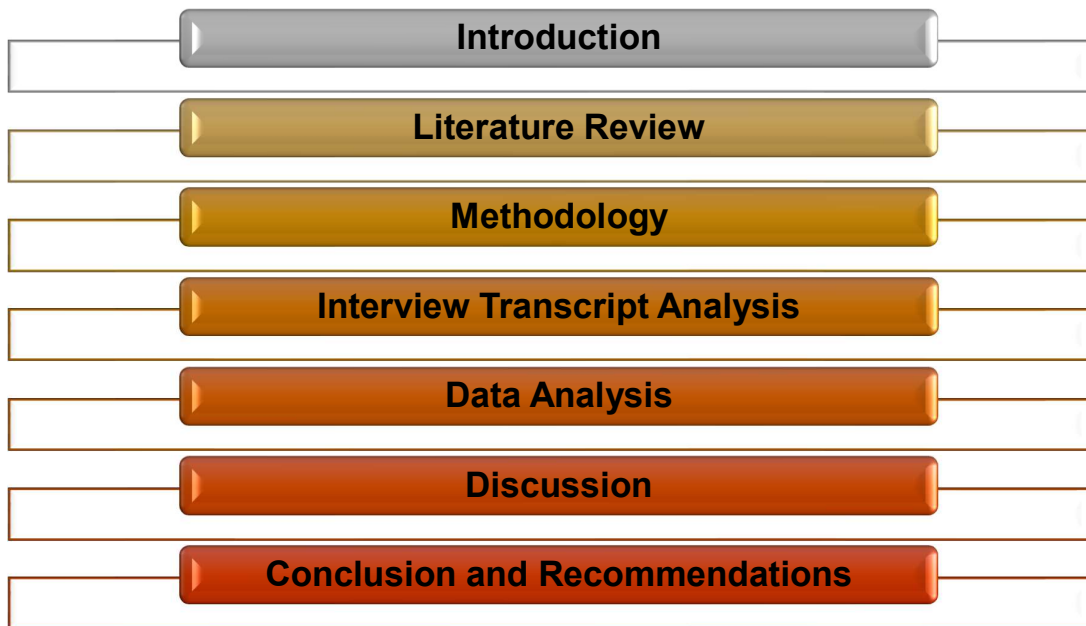 Introduction
Literature Review
Methodology
Interview Transcript Analysis
Data Analysis
Discussion
Conclusion and Recommendations